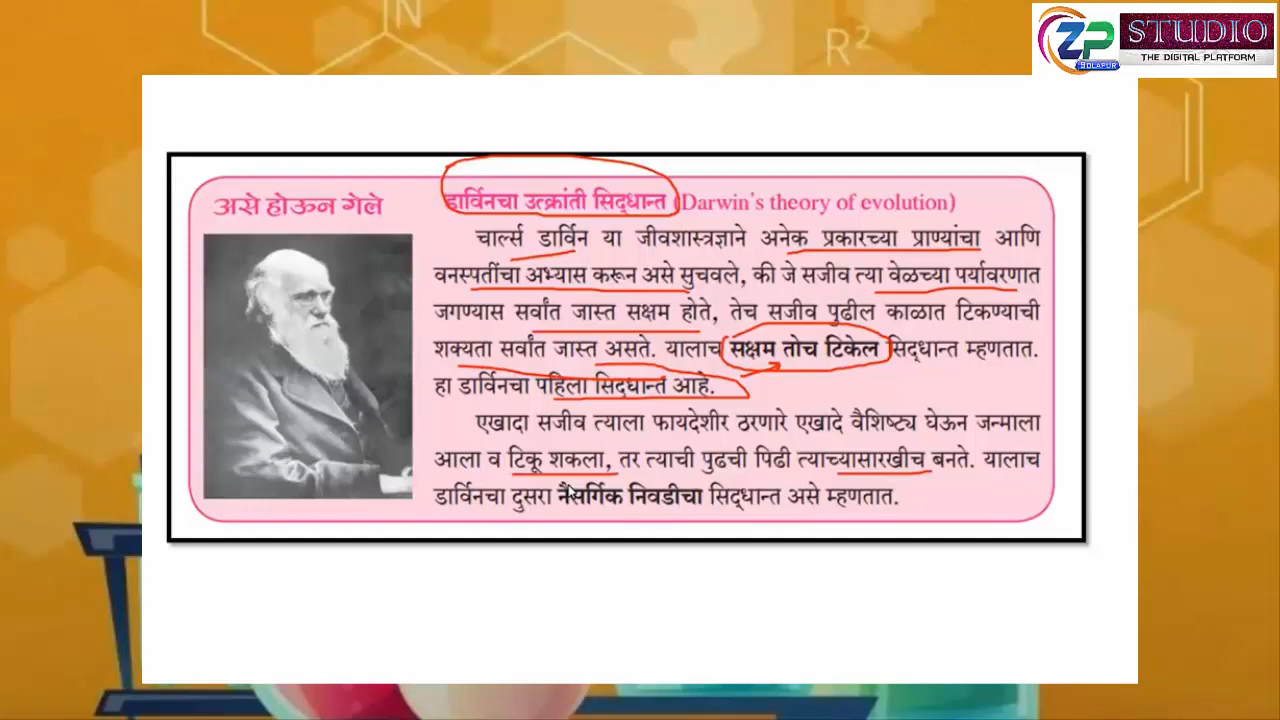 N
R²
ZP
SOLAPUR
STUDIO
THE DIGITAL PLATFORM
असे होऊन गेले
डार्विनचा उत्क्रांती सिद्धान्त (Darwin's theory of evolution)
चार्ल्स डार्विन या जीवशास्त्रज्ञाने अनेक प्रकारच्या प्राण्यांचा आणि
वनस्पतींचा अभ्यास करून असे सुचवले, की जे सजीव त्या वेळच्या पर्यावरणात
जगण्यास सर्वांत जास्त सक्षम होते, तेच सजीव पुढील काळात टिकण्याची
शक्यता सर्वांत जास्त असते. यालाच सक्षम तोच टिकेल सिद्धान्त म्हणतात.
हा डार्विनचा पहिला सिद्धान्त आहे.
एखादा सजीव त्याला फायदेशीर ठरणारे एखादे वैशिष्ट्य घेऊन जन्माला
आला व टिकू शकला, तर त्याची पुढची पिढी त्याच्यासारखीच बनते. यालाच
डार्विनचा दुसरा नैसर्गिक निवडीचा सिद्धान्त असे म्हणतात.